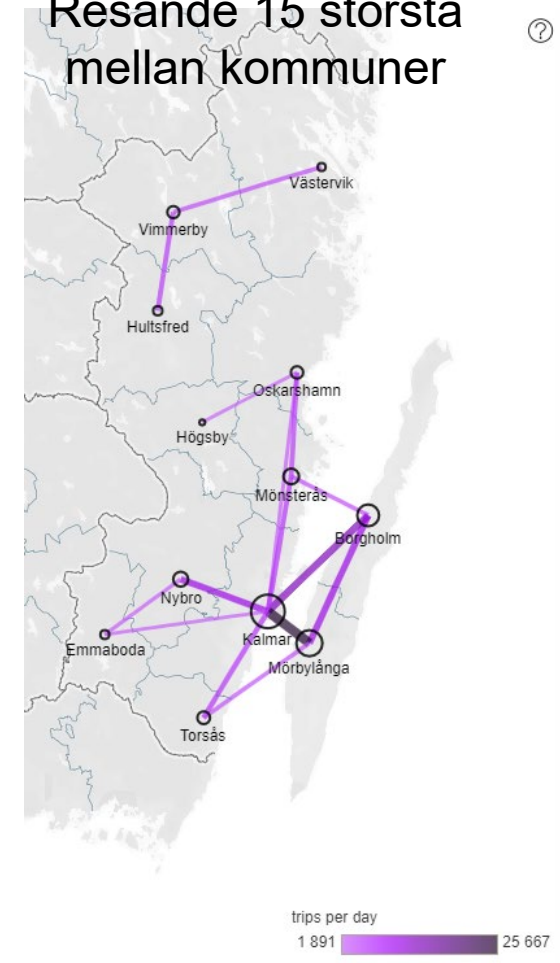 Resande 15 största
mellan kommuner
?
Västervik
Vimmerby
Hultsfred
Oskarshamn
Högsby
Mönsterås
Borgholm
Nybro
Kalmar
Emmaboda
Mörbylånga
Torsås
trips per day
1 891 25 667